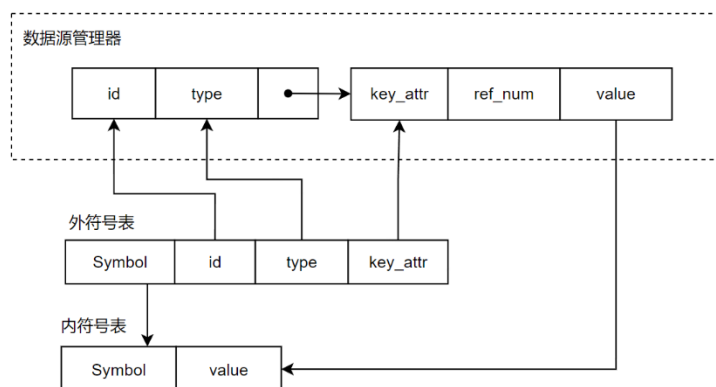 数据源管理器
id type key_attr ref_num value
外符号表
Symbol id type key_attr
内符号表
Symbol value